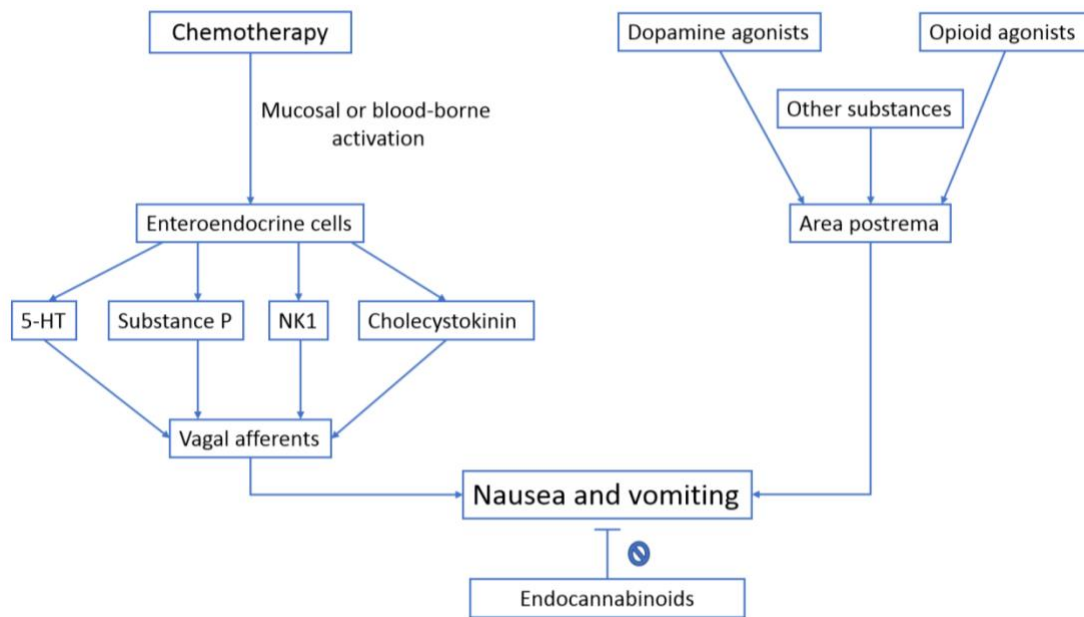 Chemotherapy
Mucosal or blood-borne
activation
Enteroendocrine cells
5-HT
Substance P
NK1
Cholecystokinin
Vagal afferents
Dopamine agonists
Opioid agonists
Other substances
Area postrema
Nausea and vomiting
Endocannabinoids